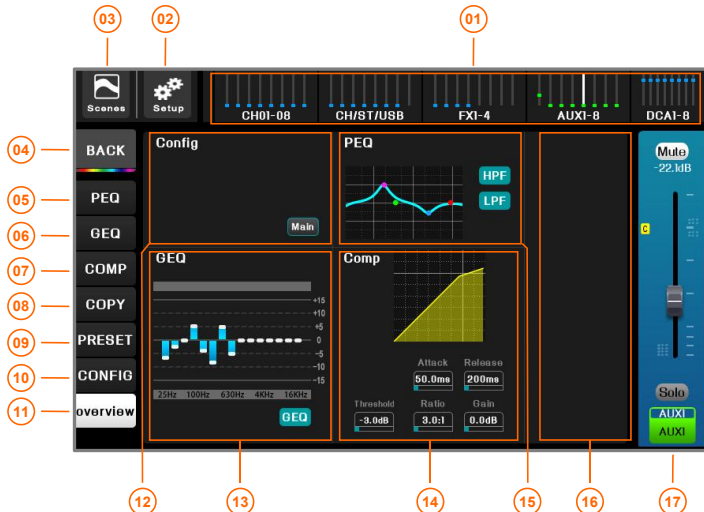 03
02
01
Scenes
Setup
CH01-08
CH/ST/USB
FX1-4
AUX1-8
DCA1-8
04
BACK
05
PEQ
06
GEQ
07
COMP
08
COPY
09
PRESET
10
CONFIG
11
overview
Config
Main
PEQ
HPF
LPF
GEQ
+15
+10
+5
0
-5
-10
-15
25Hz 100Hz 630Hz 4KHz 16KHz
GEQ
Comp
Attack Release
50.0ms 200ms
Threshold Ratio Gain
-3.0dB 3.0:1 0.0dB
Mute
-22.1dB
C
Solo
AUX1
AUX1
12
13
14
15
16
17